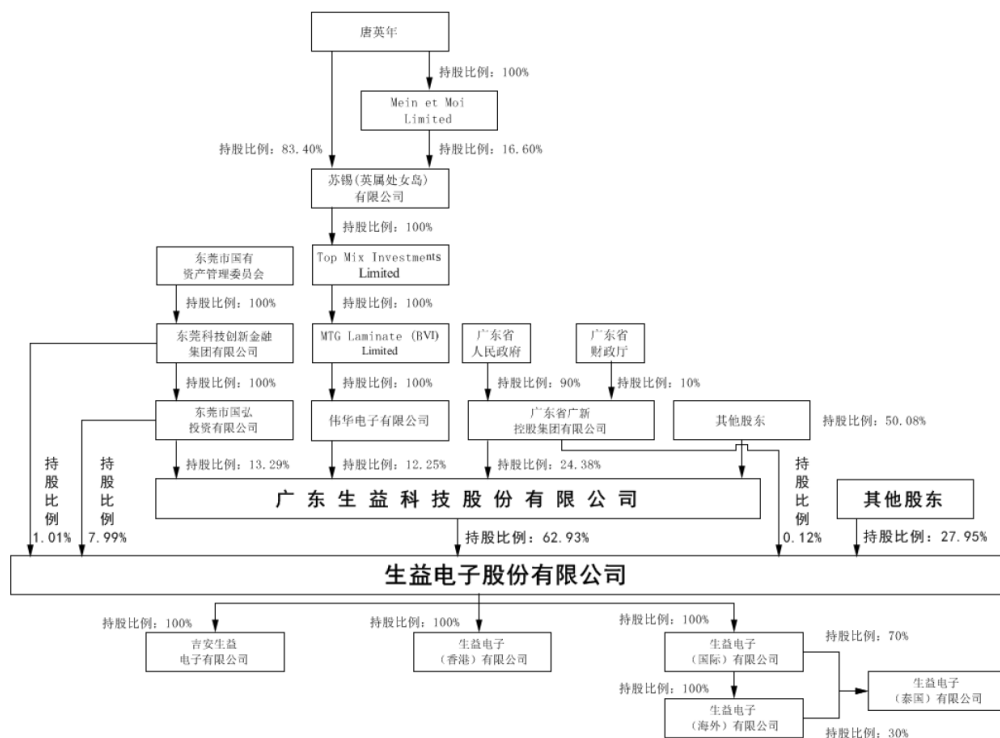 唐英年
持股比例：100%
Mein et Moi
Limited
持股比例：83.40%
持股比例：16.60%
苏锡(英属处女岛)
有限公司
持股比例：100%
东莞市国有
资产管理委员会
Top Mix Investments
Limited
持股比例：100%
持股比例：100%
东莞科技创新金融
集团有限公司
MTG Laminate (BVI)
Limited
广东省
人民政府
广东省
财政厅
持股比例：100%
持股比例：100%
持股比例：90%
持股比例：10%
东莞市国弘
投资有限公司
伟华电子有限公司
广东省广新
控股集团有限公司
其他股东
持股比例：50.08%
持股比例：13.29%
持股比例：12.25%
持股比例：24.38%
持股比例
1.01%
持股比例
7.99%
广东生益科技股份有限公司
持股比例
0.12%
其他股东
持股比例：62.93%
持股比例：27.95%
生益电子股份有限公司
持股比例：100%
持股比例：100%
持股比例：100%
吉安生益
电子有限公司
生益电子
（香港）有限公司
生益电子
（国际）有限公司
持股比例：70%
持股比例：100%
生益电子
（泰国）有限公司
生益电子
（海外）有限公司
持股比例：30%